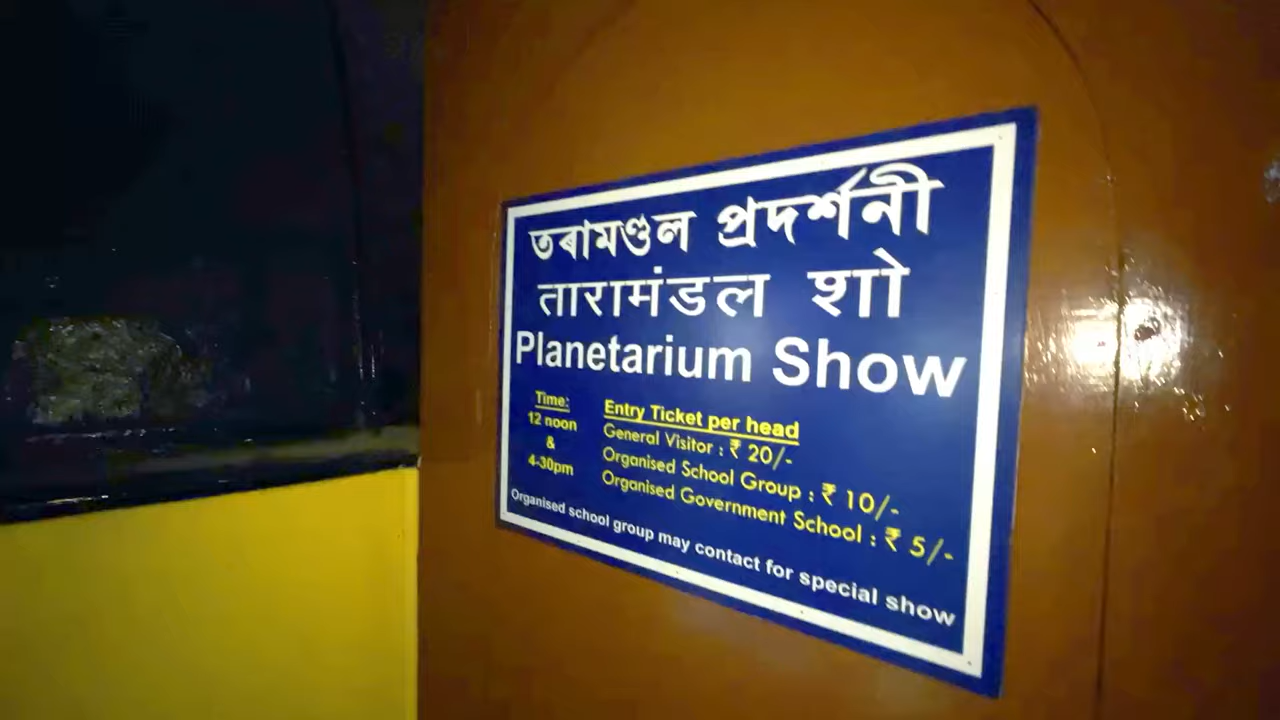 তৰামণ্ডল প্ৰদৰ্শনী
तारामंडल शो
Planetarium Show
Time:
12 noon
&
4-30pm
Entry Ticket per head
General Visitor : ₹ 20/-
Organised School Group : ₹ 10/-
Organised Government School : ₹ 5/-
Organised school group may contact for special show